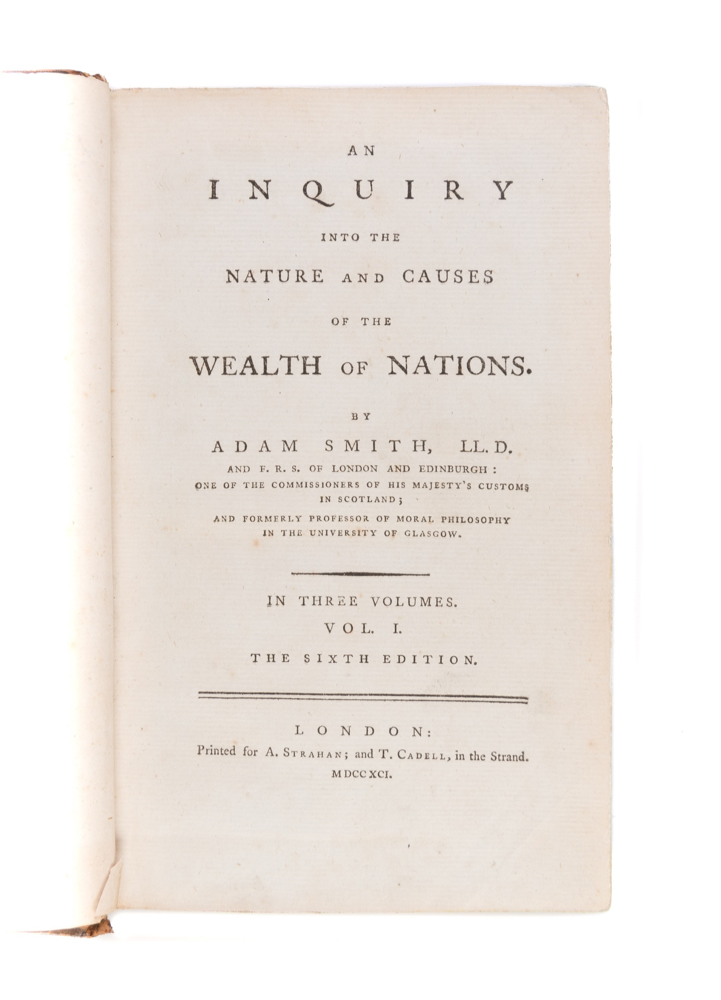 AN
INQUIRY
INTO THE
NATURE AND CAUSES
OF THE
WEALTH OF NATIONS.
BY
ADAM SMITH, LL. D.
AND F. R. S. OF LONDON AND EDINBURGH :
ONE OF THE COMMISSIONERS OF HIS MAJESTY'S CUSTOMS
IN SCOTLAND ;
AND FORMERLY PROFESSOR OF MORAL PHILOSOPHY
IN THE UNIVERSITY OF GLASGOW.
IN THREE VOLUMES.
VOL. I.
THE SIXTH EDITION.
LONDON:
Printed for A. STRAHAN; and T. CADELL, in the Strand.
MDCCXCI.